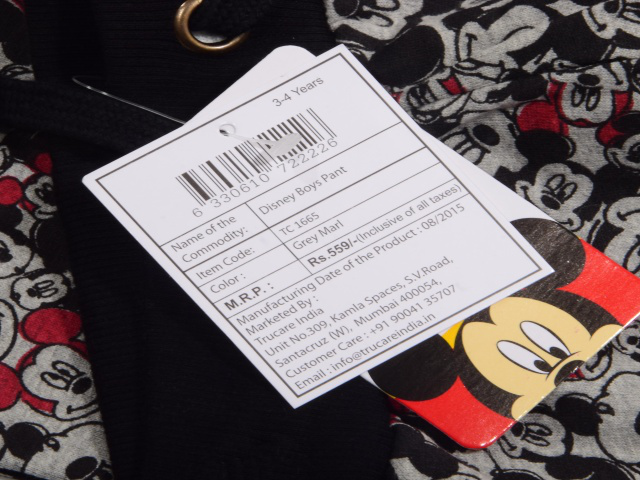 3-4 Years
6 330610 722226
Name of the Commodity: Disney Boys Pant
Item Code: TC 1665
Color : Grey Marl
M.R.P. : Rs.559/-(Inclusive of all taxes)
Manufacturing Date of the Product : 08/2015
Marketed By :
Trucare India
Unit No.309, Kamla Spaces, S.V.Road,
Santacruz (W), Mumbai 400054,
Customer Care : +91 90041 35707
Email : info@trucareindia.in